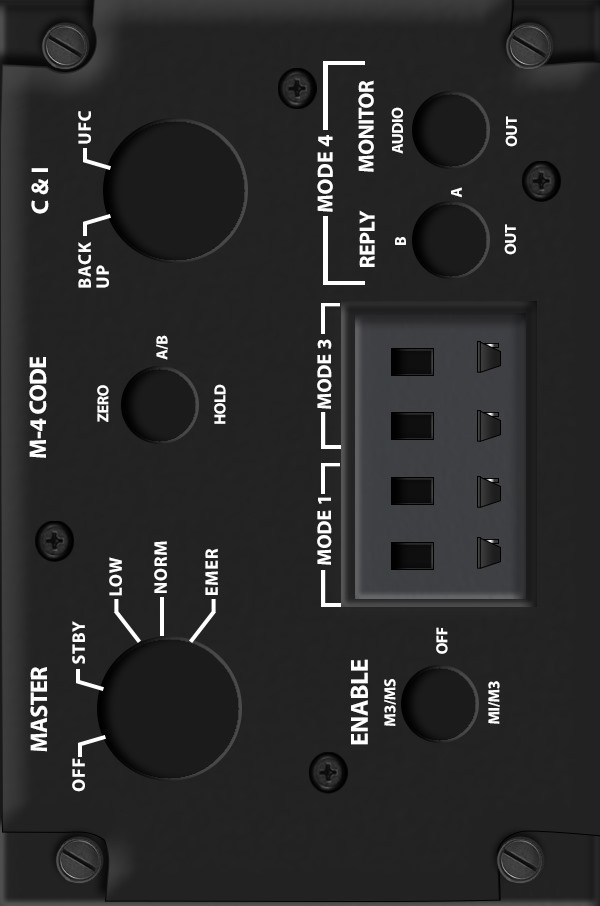 MASTER
OFF
STBY
LOW
NORM
EMER
M-4 CODE
ZERO
A/B
HOLD
C & I
BACK
UP
UFC
MODE 1
MODE 3
MODE 4
ENABLE
M3/MS
OFF
MI/M3
REPLY
B
A
OUT
MONITOR
AUDIO
OUT